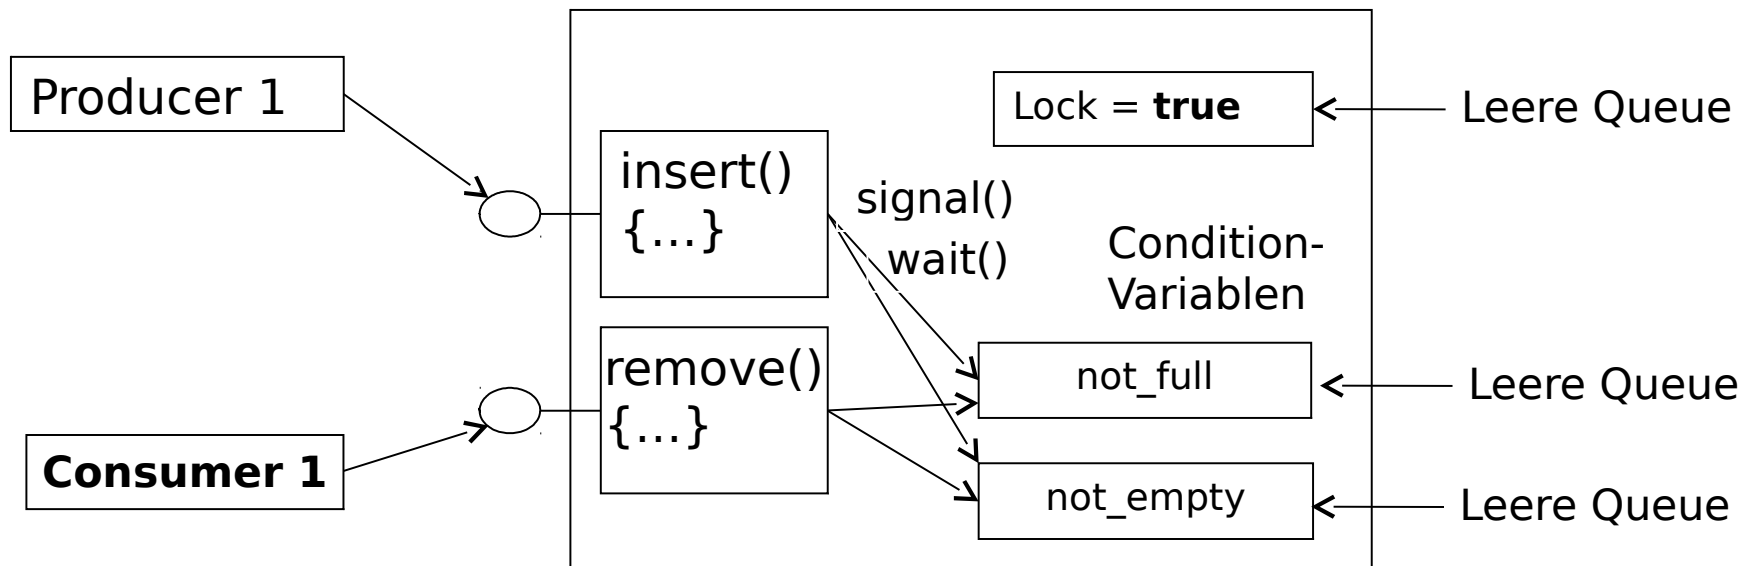 Producer 1
Lock = true
Leere Queue
insert()
{...}
signal()
wait()
Condition-
Variablen
remove()
{...}
not_full
Leere Queue
Consumer 1
not_empty
Leere Queue